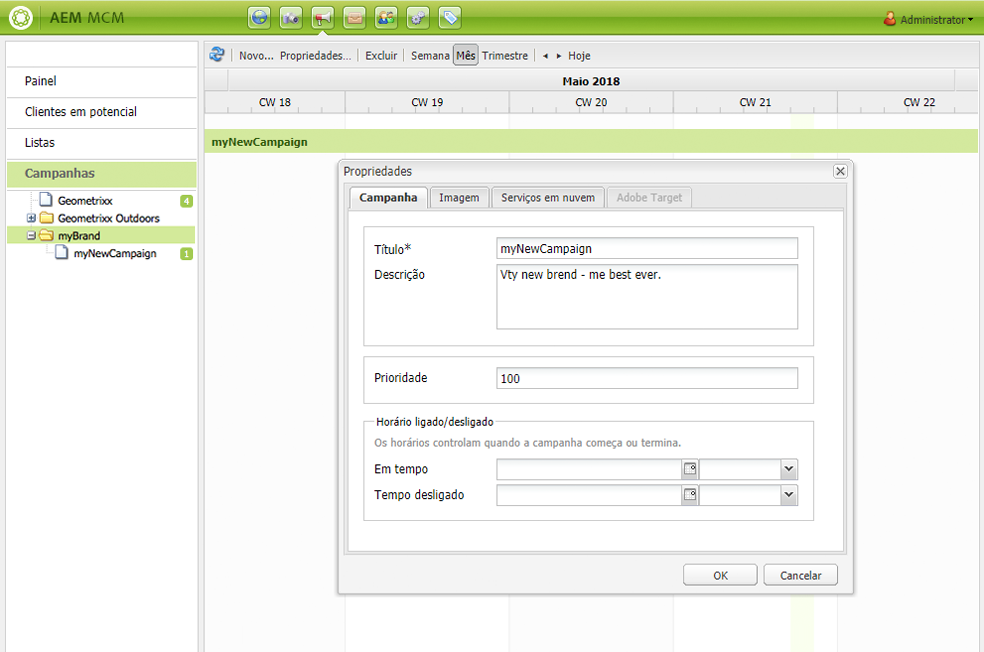 AEM MCM
Administrator
Novo... Propriedades... Excluir Semana Mês Trimestre Hoje
Painel
Clientes em potencial
Listas
Campanhas
Geometrixx 4
Geometrixx Outdoors
myBrand
myNewCampaign 1
Maio 2018
CW 18 CW 19 CW 20 CW 21 CW 22
myNewCampaign
Propriedades
Campanha Imagem Serviços em nuvem Adobe Target
Título* myNewCampaign
Descrição Vty new brend - me best ever.
Prioridade 100
Horário ligado/desligado
Os horários controlam quando a campanha começa ou termina.
Em tempo
Tempo desligado
OK Cancelar